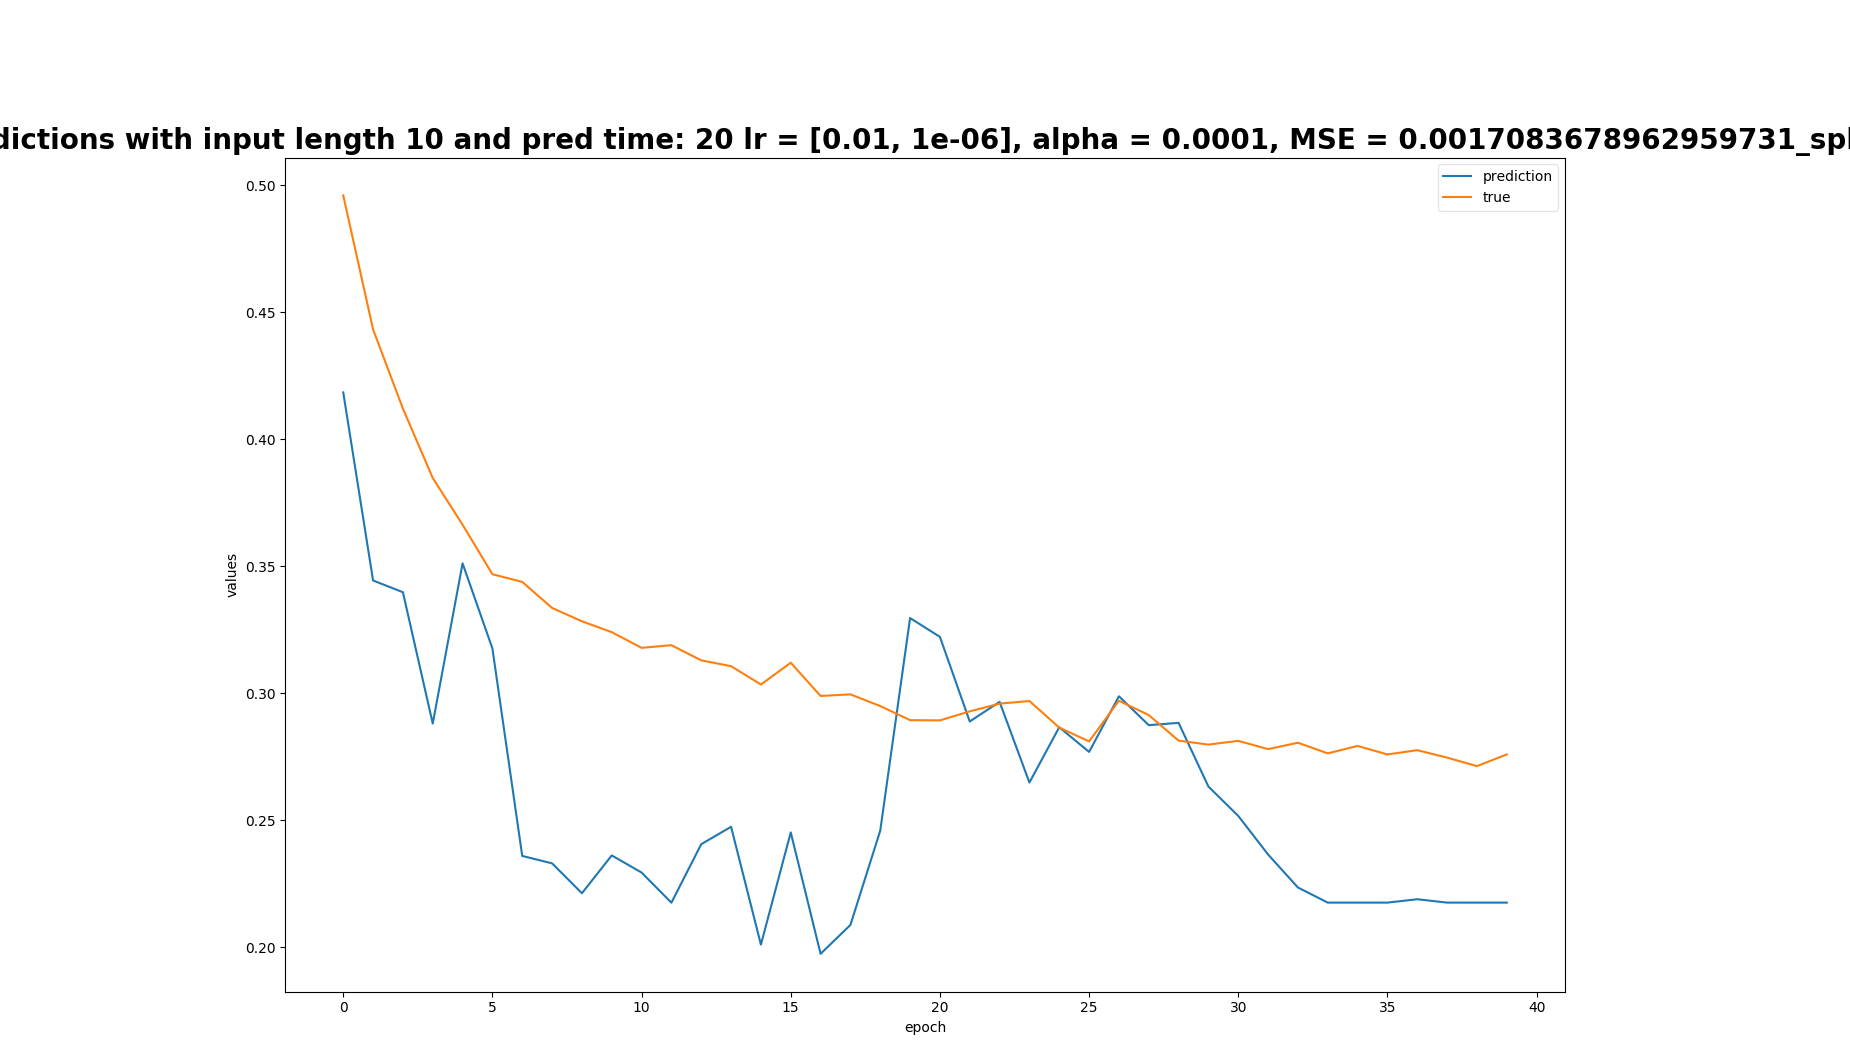 dictions with input length 10 and pred time: 20 lr = [0.01, 1e-06], alpha = 0.0001, MSE = 0.0017083678962959731_spl
prediction
true
0.50
0.45
0.40
0.35
0.30
0.25
0.20
values
0 5 10 15 20 25 30 35 40
epoch